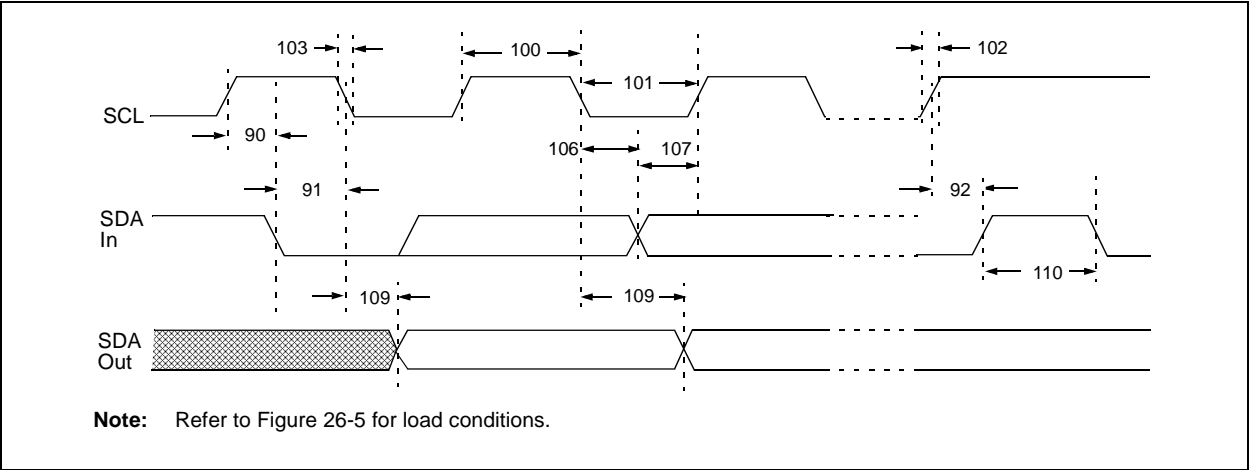 103
100
102
101
SCL
90
106
107
91
92
SDA
In
110
109
109
SDA
Out
Note: Refer to Figure 26-5 for load conditions.